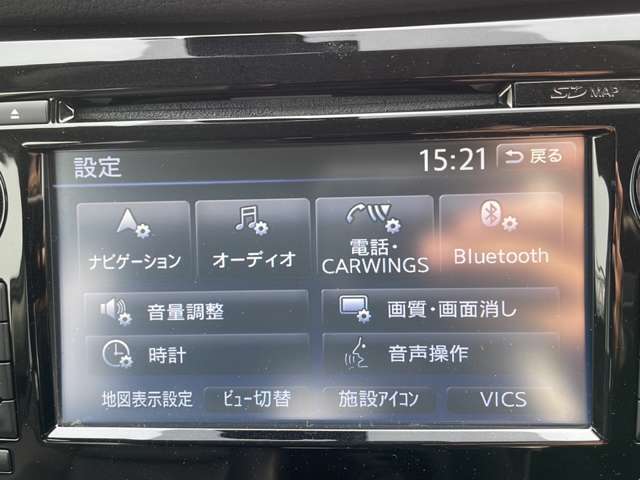 SD MAP
設定 15:21 戻る
ナビゲーション オーディオ 電話・ Bluetooth
CARWINGS
音量調整 画質・画面消し
時計 音声操作
地図表示設定 ビュー切替 施設アイコン VICS